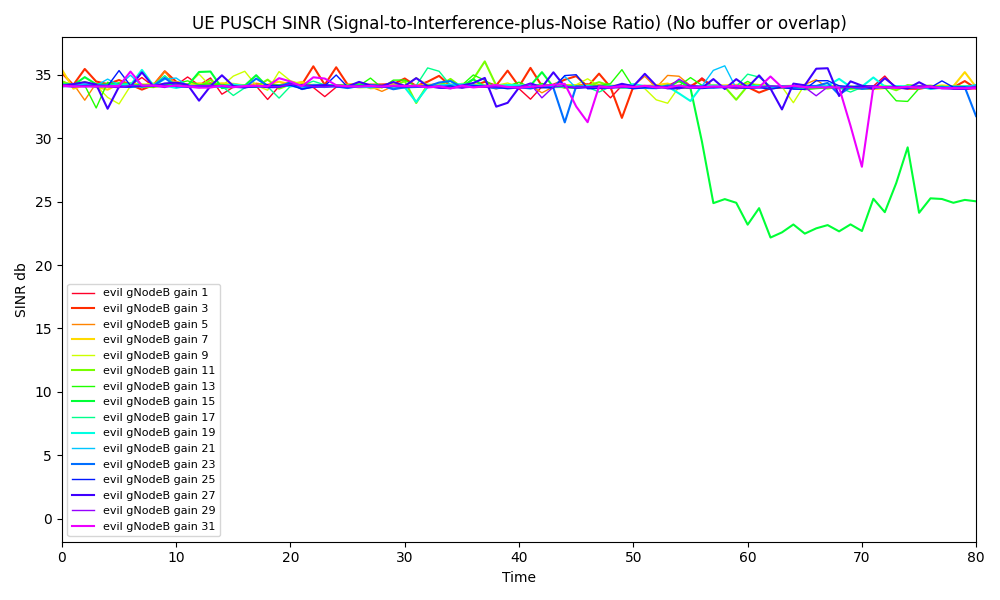 UE PUSCH SINR (Signal-to-Interference-plus-Noise Ratio) (No buffer or overlap)
SINR db
35
30
25
20
15
10
5
0
evil gNodeB gain 1
evil gNodeB gain 3
evil gNodeB gain 5
evil gNodeB gain 7
evil gNodeB gain 9
evil gNodeB gain 11
evil gNodeB gain 13
evil gNodeB gain 15
evil gNodeB gain 17
evil gNodeB gain 19
evil gNodeB gain 21
evil gNodeB gain 23
evil gNodeB gain 25
evil gNodeB gain 27
evil gNodeB gain 29
evil gNodeB gain 31
0 10 20 30 40 50 60 70 80
Time